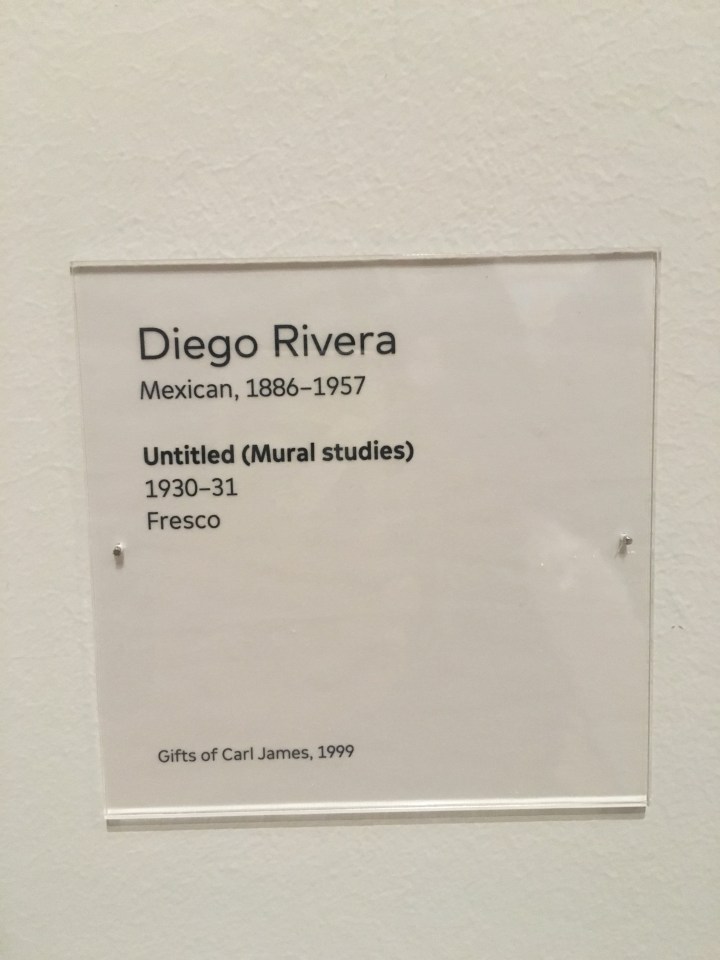 Diego Rivera
Mexican, 1886–1957
Untitled (Mural studies)
1930–31
Fresco
Gifts of Carl James, 1999